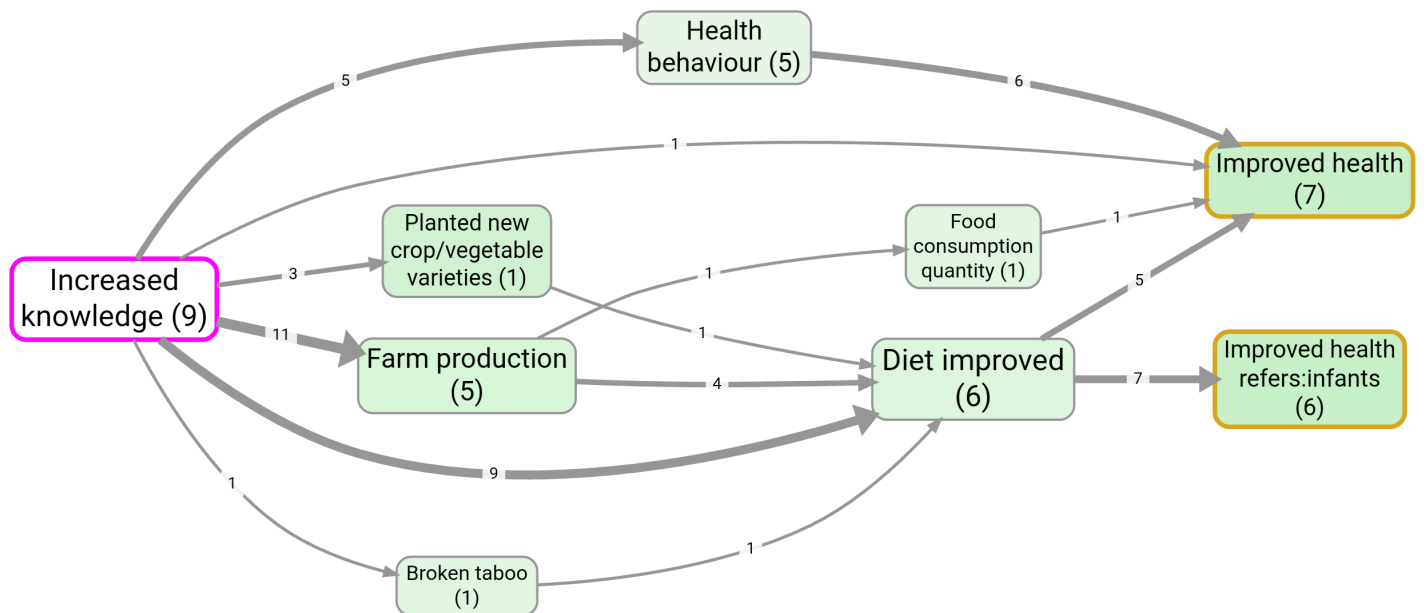 Health
behaviour (5)
5
6
1
Improved health
(7)
Planted new
crop/vegetable
varieties (1)
Food
consumption
quantity (1)
1
Increased
knowledge (9)
3
1
5
11
1
Farm production
(5)
4
Diet improved
(6)
7
Improved health
refers:infants
(6)
9
1
1
Broken taboo
(1)